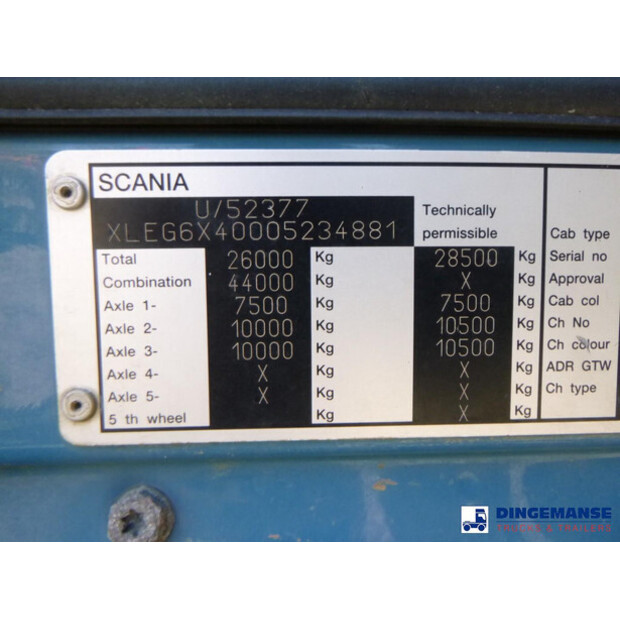 SCANIA
U/52377
XLEG6X40005234881
Technically
permissible
Total 26000 Kg 28500 Kg
Combination 44000 Kg X Kg
Axle 1- 7500 Kg 7500 Kg
Axle 2- 10000 Kg 10500 Kg
Axle 3- 10000 Kg 10500 Kg
Axle 4- X Kg X Kg
Axle 5- X Kg X Kg
5 th wheel Kg X Kg
Cab type
Serial no
Approval
Cab col
Ch No
Ch colour
ADR GTW
Ch type
DINGEMANSE
TRUCKS & TRAILERS